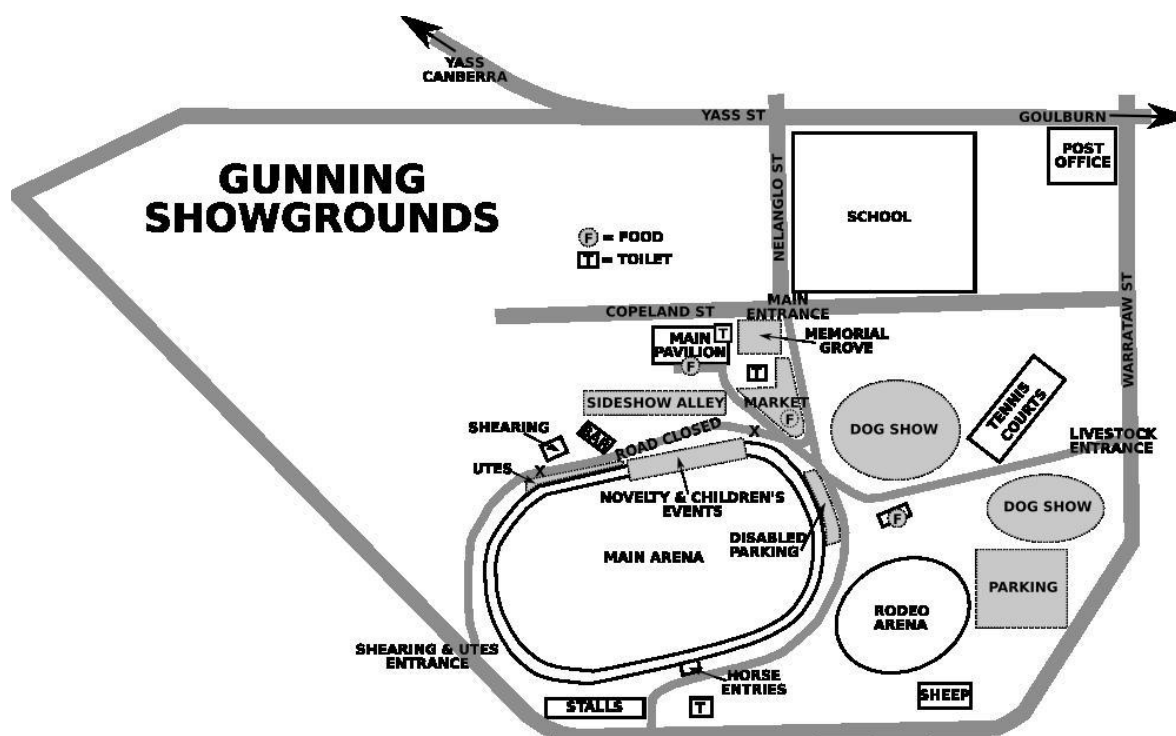 YASS
CANBERRA
YASS ST
GOULBURN
POST
OFFICE
GUNNING
SHOWGROUNDS
NELANGLO ST
SCHOOL
F = FOOD
T = TOILET
WARRATAW ST
COPELAND ST
MAIN
ENTRANCE
MAIN
PAVILION
T
F
MEMORIAL
GROVE
T
SIDESHOW ALLEY
MARKET
F
TENNIS
COURTS
DOG SHOW
LIVESTOCK
ENTRANCE
SHEARING
BAR
ROAD CLOSED
X
X
UTES
NOVELTY & CHILDREN'S
EVENTS
DOG SHOW
F
DISABLED
PARKING
MAIN ARENA
PARKING
RODEO
ARENA
SHEARING & UTES
ENTRANCE
HORSE
ENTRIES
SHEEP
STALLS
T